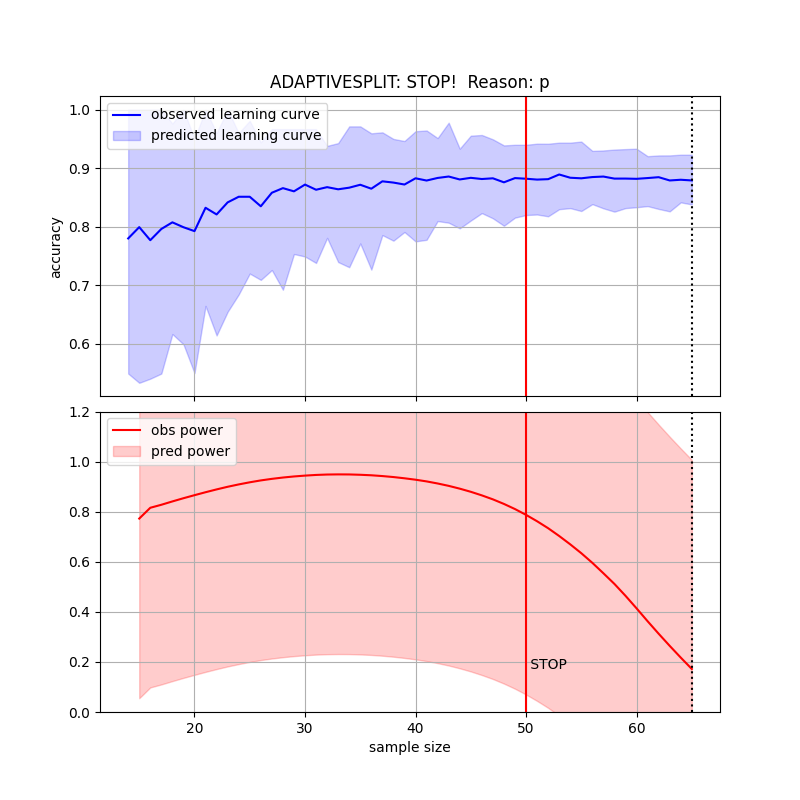 ADAPTIVESPLIT: STOP!  Reason: p
observed learning curve
predicted learning curve
1.0
0.9
0.8
0.7
0.6
accuracy
obs power
pred power
1.2
1.0
0.8
0.6
0.4
0.2
0.0
STOP
20
30
40
50
60
sample size